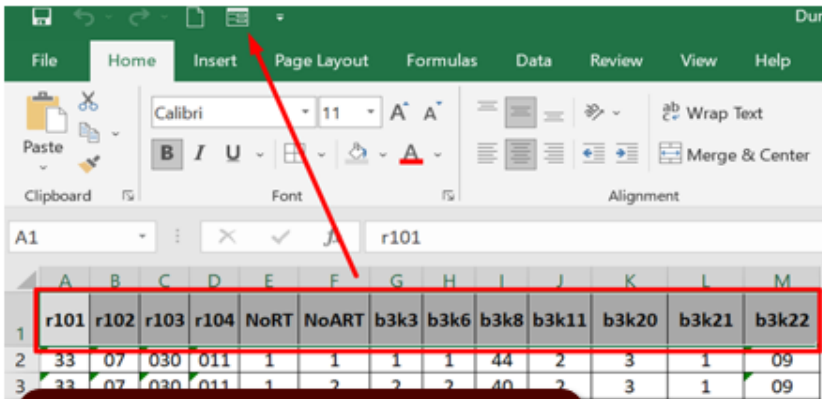 Dur
File Home Insert Page Layout Formulas Data Review View Help
Calibri 11 A A ab Wrap Text
Paste B I U A Merge & Center
Clipboard Font Alignment
A1 fx r101
A B C D E F G H I J K L M
1 r101 r102 r103 r104 NoRT NoART b3k3 b3k6 b3k8 b3k11 b3k20 b3k21 b3k22
2 33 07 030 011 1 1 1 1 44 2 3 1 09
3 33 07 030 011 1 2 2 2 40 2 3 1 09